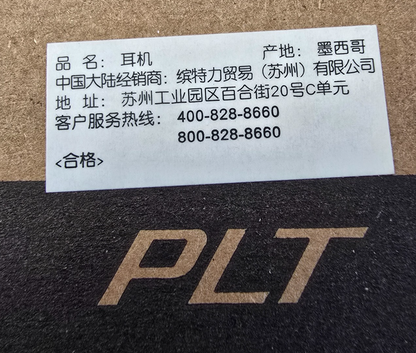 品 名： 耳机 产地： 墨西哥
中国大陆经销商： 缤特力贸易（苏州）有限公司
地 址： 苏州工业园区百合街20号C单元
客户服务热线： 400-828-8660
800-828-8660
<合格>
PLT